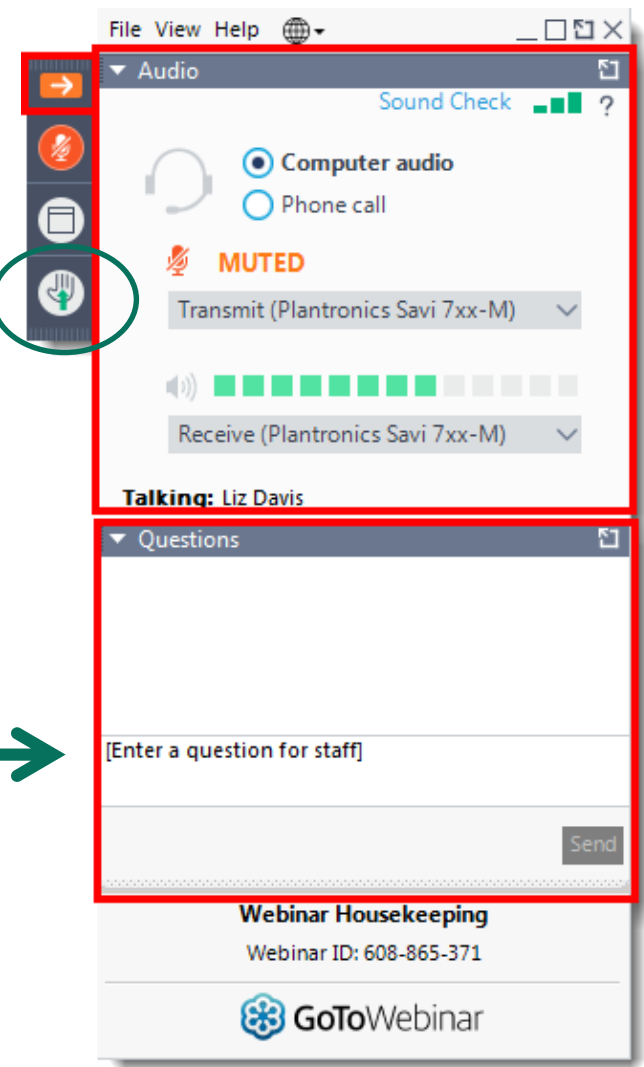 File View Help
Audio
Sound Check ?
Computer audio
Phone call
MUTED
Transmit (Plantronics Savi 7xx-M)
Receive (Plantronics Savi 7xx-M)
Talking: Liz Davis
Questions
[Enter a question for staff]
Send
Webinar Housekeeping
Webinar ID: 608-865-371
GoToWebinar